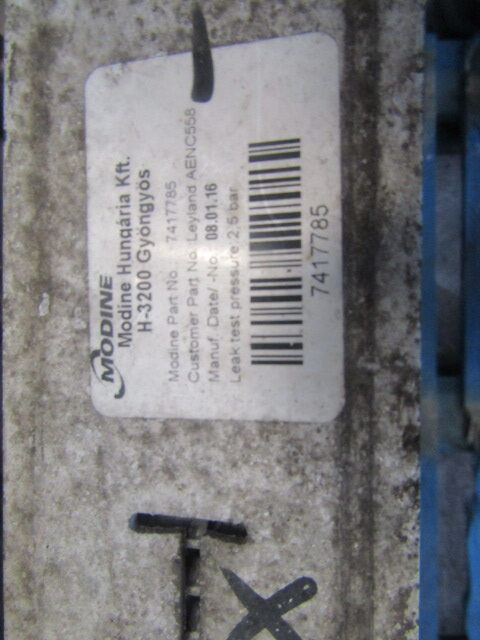 MODINE
Modine Hungária Kft.
H-3200 Gyöngyös
Modine Part No.: 7417785
Customer Part No.: Leyland AENC558
Manuf. Date/ -No.: 08.01.16
Leak test pressure: 2,5 bar
7417785